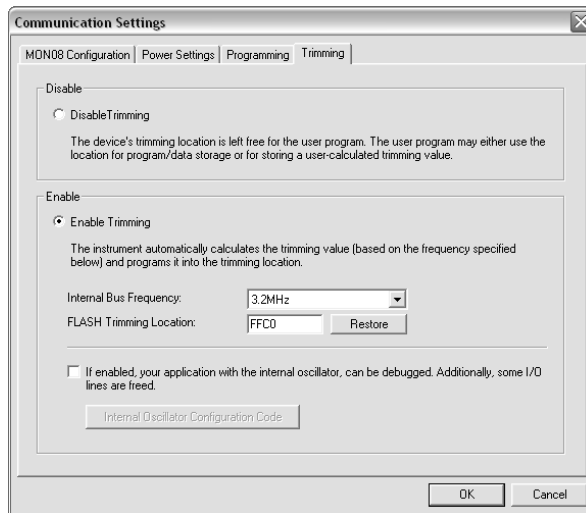 Communication Settings
MON08 Configuration Power Settings Programming Trimming
Disable
DisableTrimming
The device's trimming location is left free for the user program. The user program may either use the
location for program/data storage or for storing a user-calculated trimming value.
Enable
Enable Trimming
The instrument automatically calculates the trimming value (based on the frequency specified
below) and programs it into the trimming location.
Internal Bus Frequency: 3.2MHz
FLASH Trimming Location: FFC0 Restore
If enabled, your application with the internal oscillator, can be debugged. Additionally, some I/O
lines are freed.
Internal Oscillator Configuration Code
OK Cancel